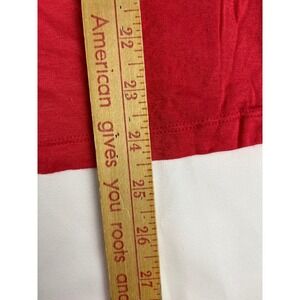 American gives you roots and
22 23 24 25 26 27